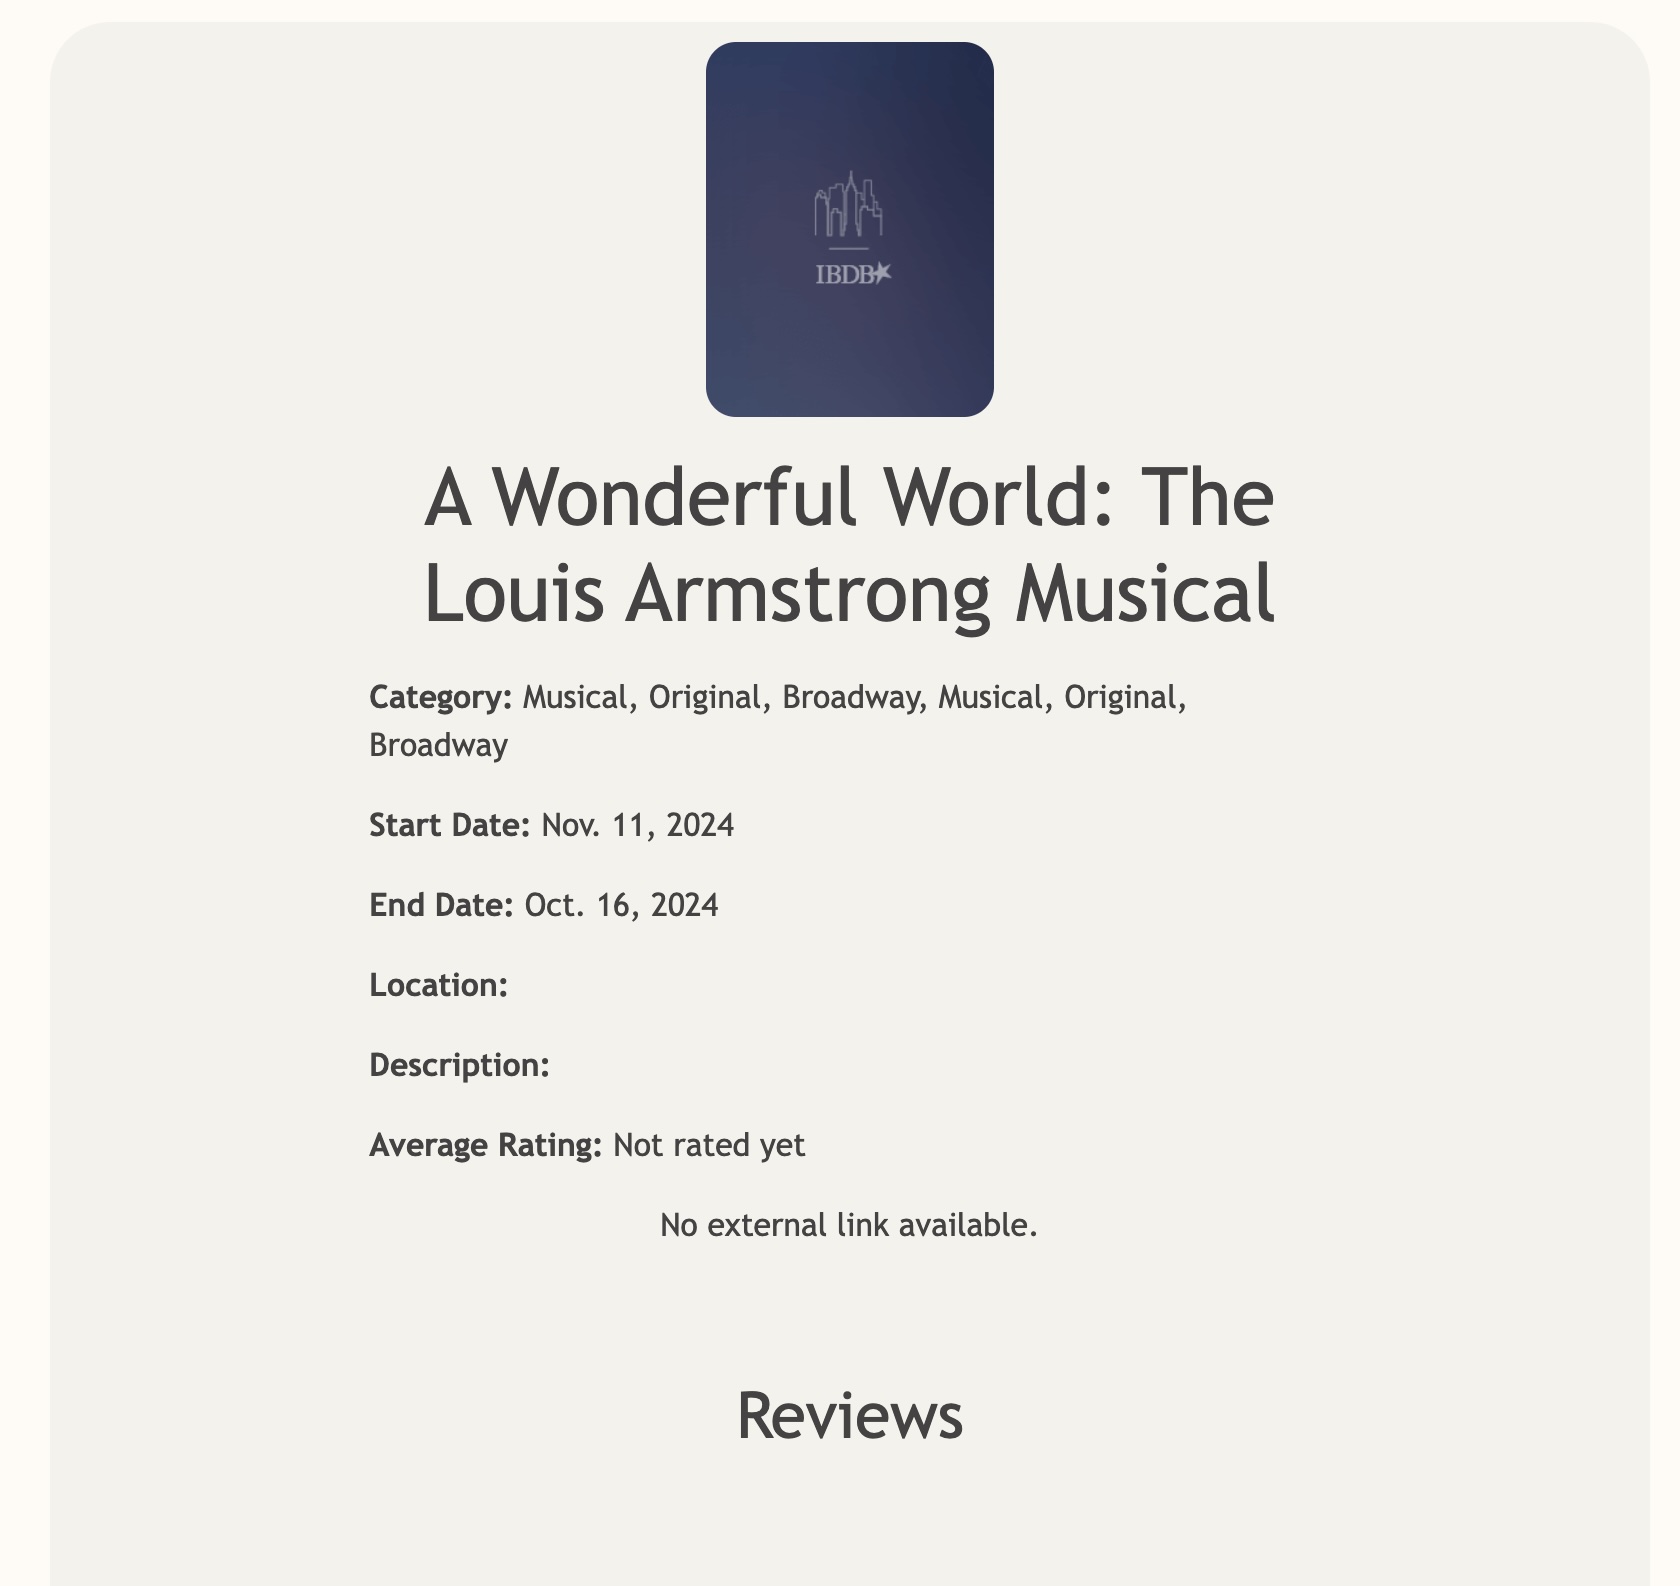 IBDB
A Wonderful World: The
Louis Armstrong Musical
Category: Musical, Original, Broadway, Musical, Original,
Broadway
Start Date: Nov. 11, 2024
End Date: Oct. 16, 2024
Location:
Description:
Average Rating: Not rated yet
No external link available.
Reviews